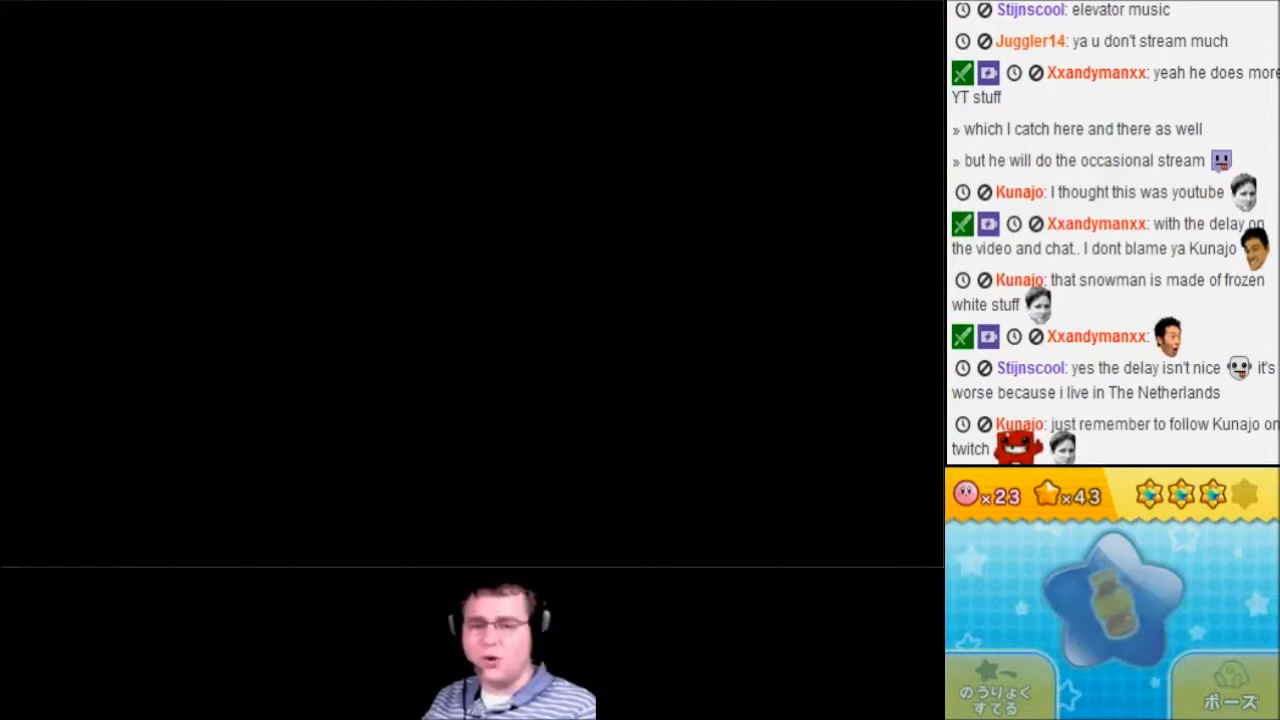 Stijnscool: elevator music
Juggler14: ya u don't stream much
Xxandymanxx: yeah he does more
YT stuff
» which I catch here and there as well
» but he will do the occasional stream
Kunajo: I thought this was youtube
Xxandymanxx: with the delay on
the video and chat.. I dont blame ya Kunajo
Kunajo: that snowman is made of frozen
white stuff
Xxandymanxx:
Stijnscool: yes the delay isn't nice it's
worse because i live in The Netherlands
Kunajo: just remember to follow Kunajo on
twitch
×23 ×43
のうりょく
すてる
ポーズ